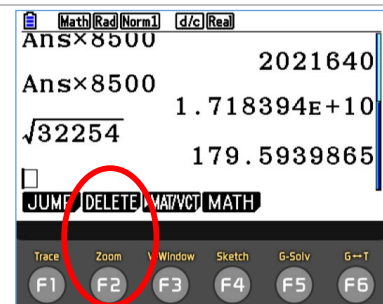 Math Rad Norm1 d/c Real
Ans×8500
2021640
Ans×8500
1.718394E+10
√32254
179.5939865
JUMP DELETE MAT/VCT MATH
Trace Zoom V-Window Sketch G-Solv G↔T
F1 F2 F3 F4 F5 F6